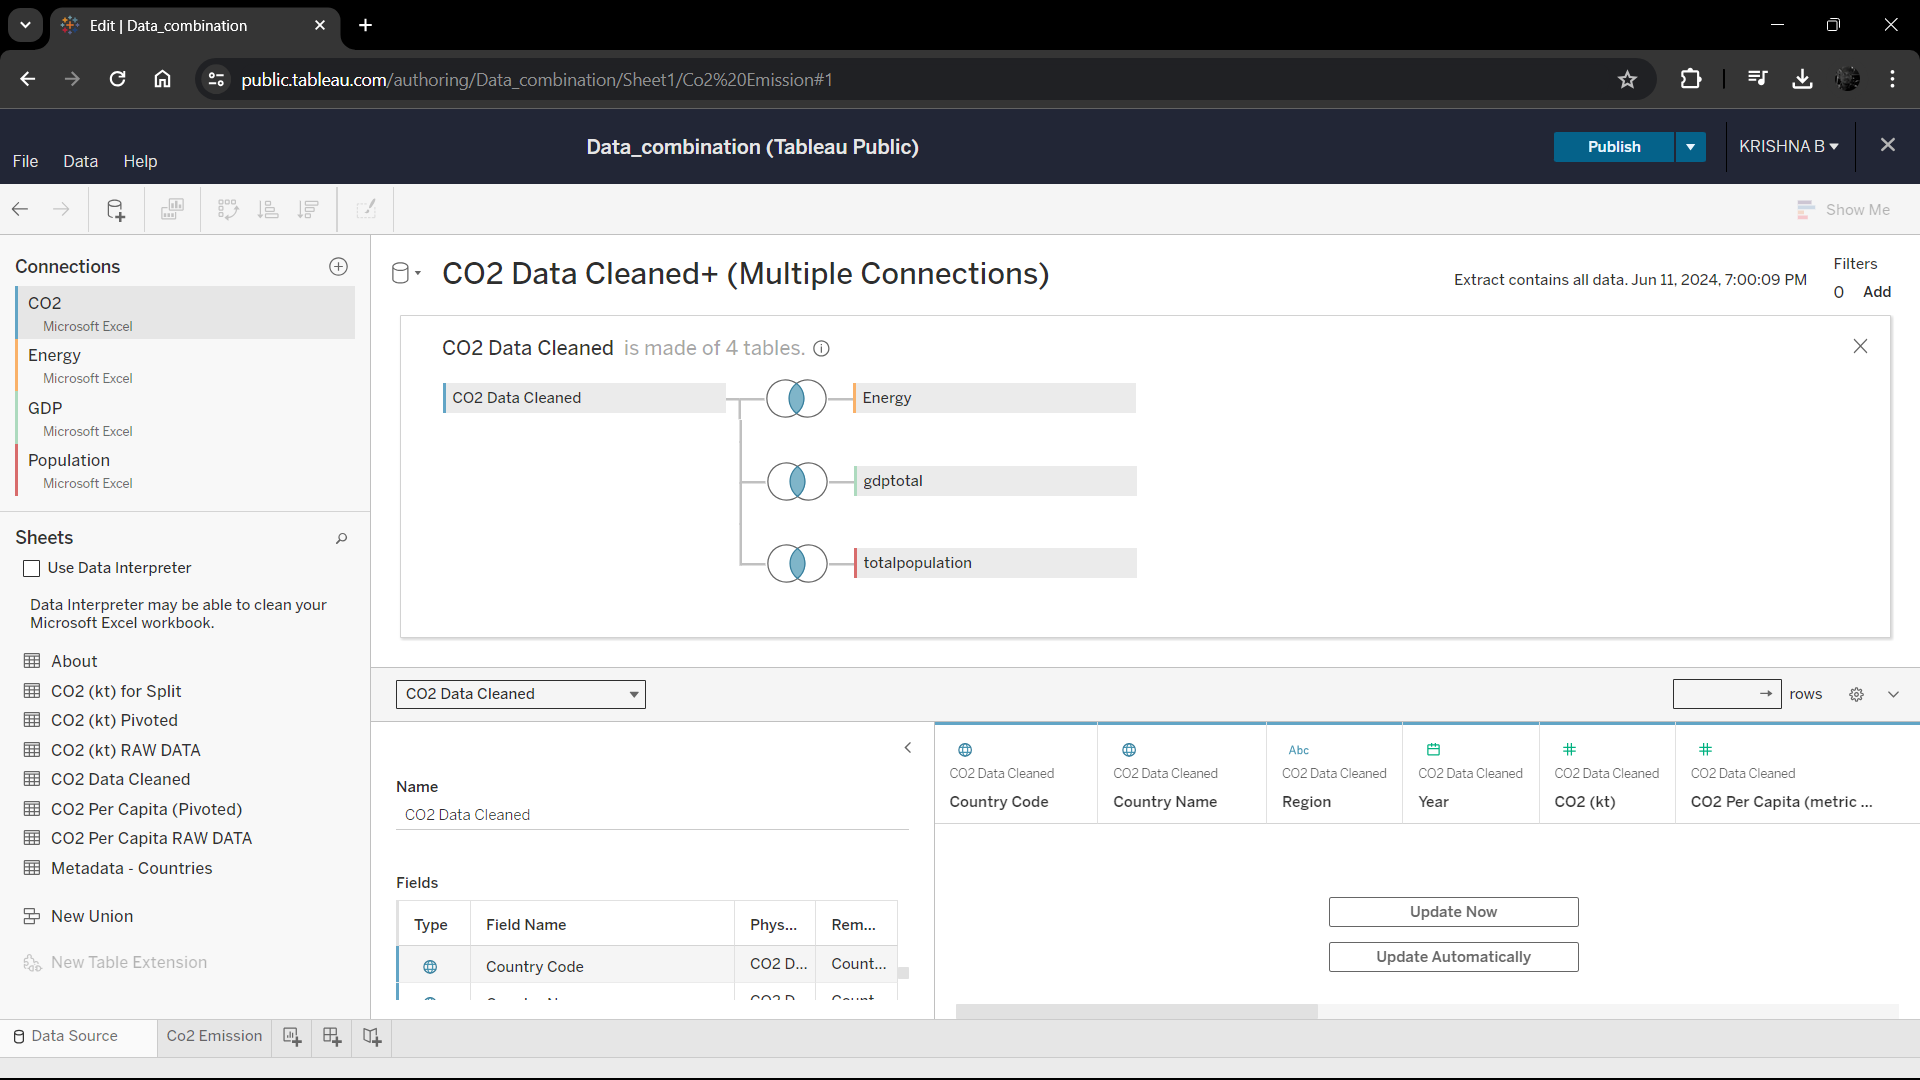 Edit | Data_combination
public.tableau.com/authoring/Data_combination/Sheet1/Co2%20Emission#1
File Data Help
Data_combination (Tableau Public)
Publish
KRISHNA B
Show Me
Connections
CO2
Microsoft Excel
Energy
Microsoft Excel
GDP
Microsoft Excel
Population
Microsoft Excel
Sheets
Use Data Interpreter
Data Interpreter may be able to clean your
Microsoft Excel workbook.
About
CO2 (kt) for Split
CO2 (kt) Pivoted
CO2 (kt) RAW DATA
CO2 Data Cleaned
CO2 Per Capita (Pivoted)
CO2 Per Capita RAW DATA
Metadata - Countries
New Union
New Table Extension
CO2 Data Cleaned+ (Multiple Connections)
Extract contains all data. Jun 11, 2024, 7:00:09 PM
Filters
0 Add
CO2 Data Cleaned is made of 4 tables.
CO2 Data Cleaned
Energy
gdptotal
totalpopulation
CO2 Data Cleaned
rows
Name
CO2 Data Cleaned
Fields
Type Field Name Phys... Rem...
Country Code CO2 D... Count...
Abc
CO2 Data Cleaned CO2 Data Cleaned CO2 Data Cleaned CO2 Data Cleaned CO2 Data Cleaned CO2 Data Cleaned
Country Code Country Name Region Year CO2 (kt) CO2 Per Capita (metric ...
Update Now
Update Automatically
Data Source Co2 Emission